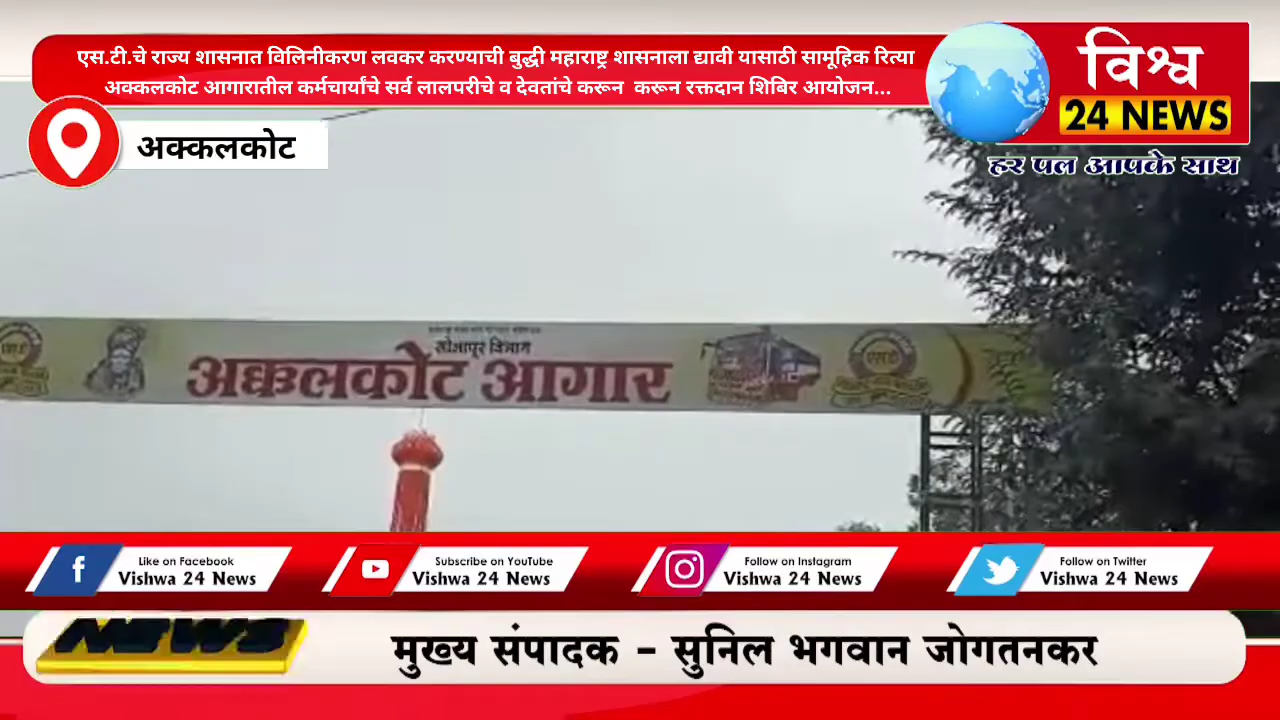 एस.टी.चे राज्य शासनात विलिनीकरण लवकर करण्याची बुद्धी महाराष्ट्र शासनाला द्यावी यासाठी सामूहिक रित्या
अक्कलकोट आगारातील कर्मचार्यांचे सर्व लालपरीचे व देवतांचे करून करून रक्तदान शिबिर आयोजन...
विश्व
24 NEWS
हर पल आपके साथ
अक्कलकोट
सोलापूर विभाग
अक्कलकोट आगार
Like on Facebook
Vishwa 24 News
Subscribe on YouTube
Vishwa 24 News
Follow on Instagram
Vishwa 24 News
Follow on Twitter
Vishwa 24 News
NEWS
मुख्य संपादक - सुनिल भगवान जोगतनकर